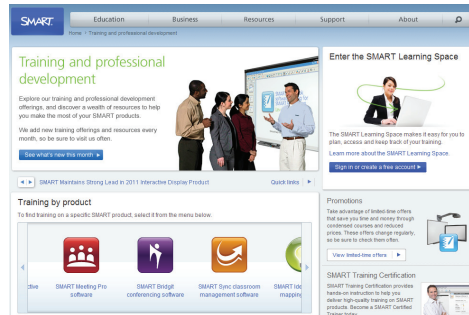 SMART
Education Business Resources Support About
Home > Training and professional development
Training and professional
development
Explore our training and professional development
offerings, and discover a wealth of resources to help
you make the most of your SMART products.
We add new training offerings and resources every
month, so be sure to visit us often.
See what's new this month
SMART Maintains Strong Lead in 2011 Interactive Display Product
Quick links
Enter the SMART Learning Space
The SMART Learning Space makes it easy for you to
plan, access and keep track of your training.
Learn more about the SMART Learning Space.
Sign in or create a free account
Training by product
To find training on a specific SMART product, select it from the menu below.
ctive
SMART Meeting Pro
software
SMART Bridgit
conferencing software
SMART Sync classroom
management software
SMART Ide
mapping
Promotions
Take advantage of limited-time offers
that save you time and money through
condensed courses and reduced
prices. These offers change regularly,
so be sure to check them often.
View limited-time offers
SMART Training Certification
SMART Training Certification provides
hands-on instruction to help you
deliver high-quality training on SMART
products. Become a SMART Certified
Trainer today.